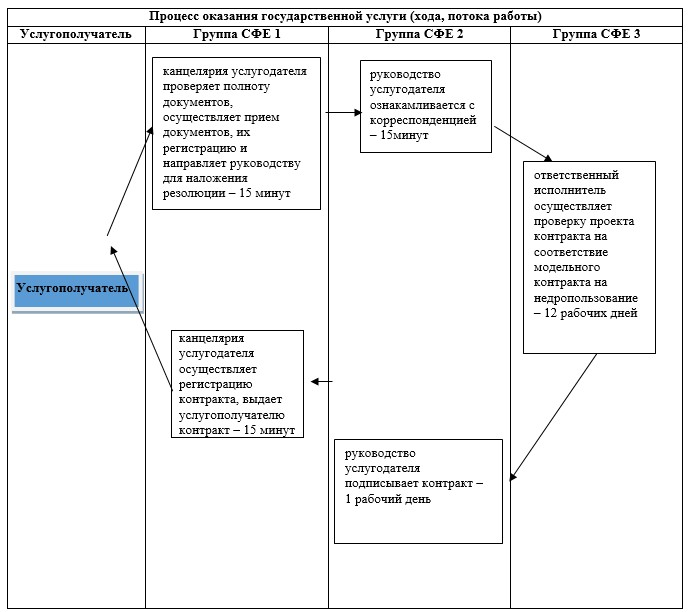 Процесс оказания государственной услуги (хода, потока работы)
Услугополучатель
Группа СФЕ 1
Группа СФЕ 2
Группа СФЕ 3
канцелярия услугодателя
проверяет полноту
документов,
осуществляет прием
документов, их
регистрацию и
направляет руководству
для наложения
резолюции – 15 минут
руководство
услугодателя
ознакамливается с
корреспонденцией
– 15минут
ответственный
исполнитель
осуществляет
проверку проекта
контракта на
соответствие
модельного
контракта на
недропользование
– 12 рабочих дней
Услугополучатель
канцелярия
услугодателя
осуществляет
регистрацию
контракта, выдает
услугополучателю
контракт – 15 минут
руководство
услугодателя
подписывает контракт –
1 рабочий день